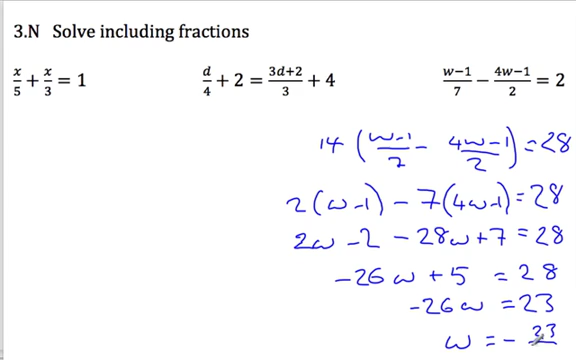 3.N Solve including fractions
x/5 + x/3 = 1
d/4 + 2 = 3d+2/3 + 4
w−1/7 − 4w−1/2 = 2
14 (w-1/7 - 4w-1/2) = 28
2(w-1) - 7(4w-1) = 28
2w - 2 - 28w + 7 = 28
-26w + 5 = 28
-26w = 23
w = - 23